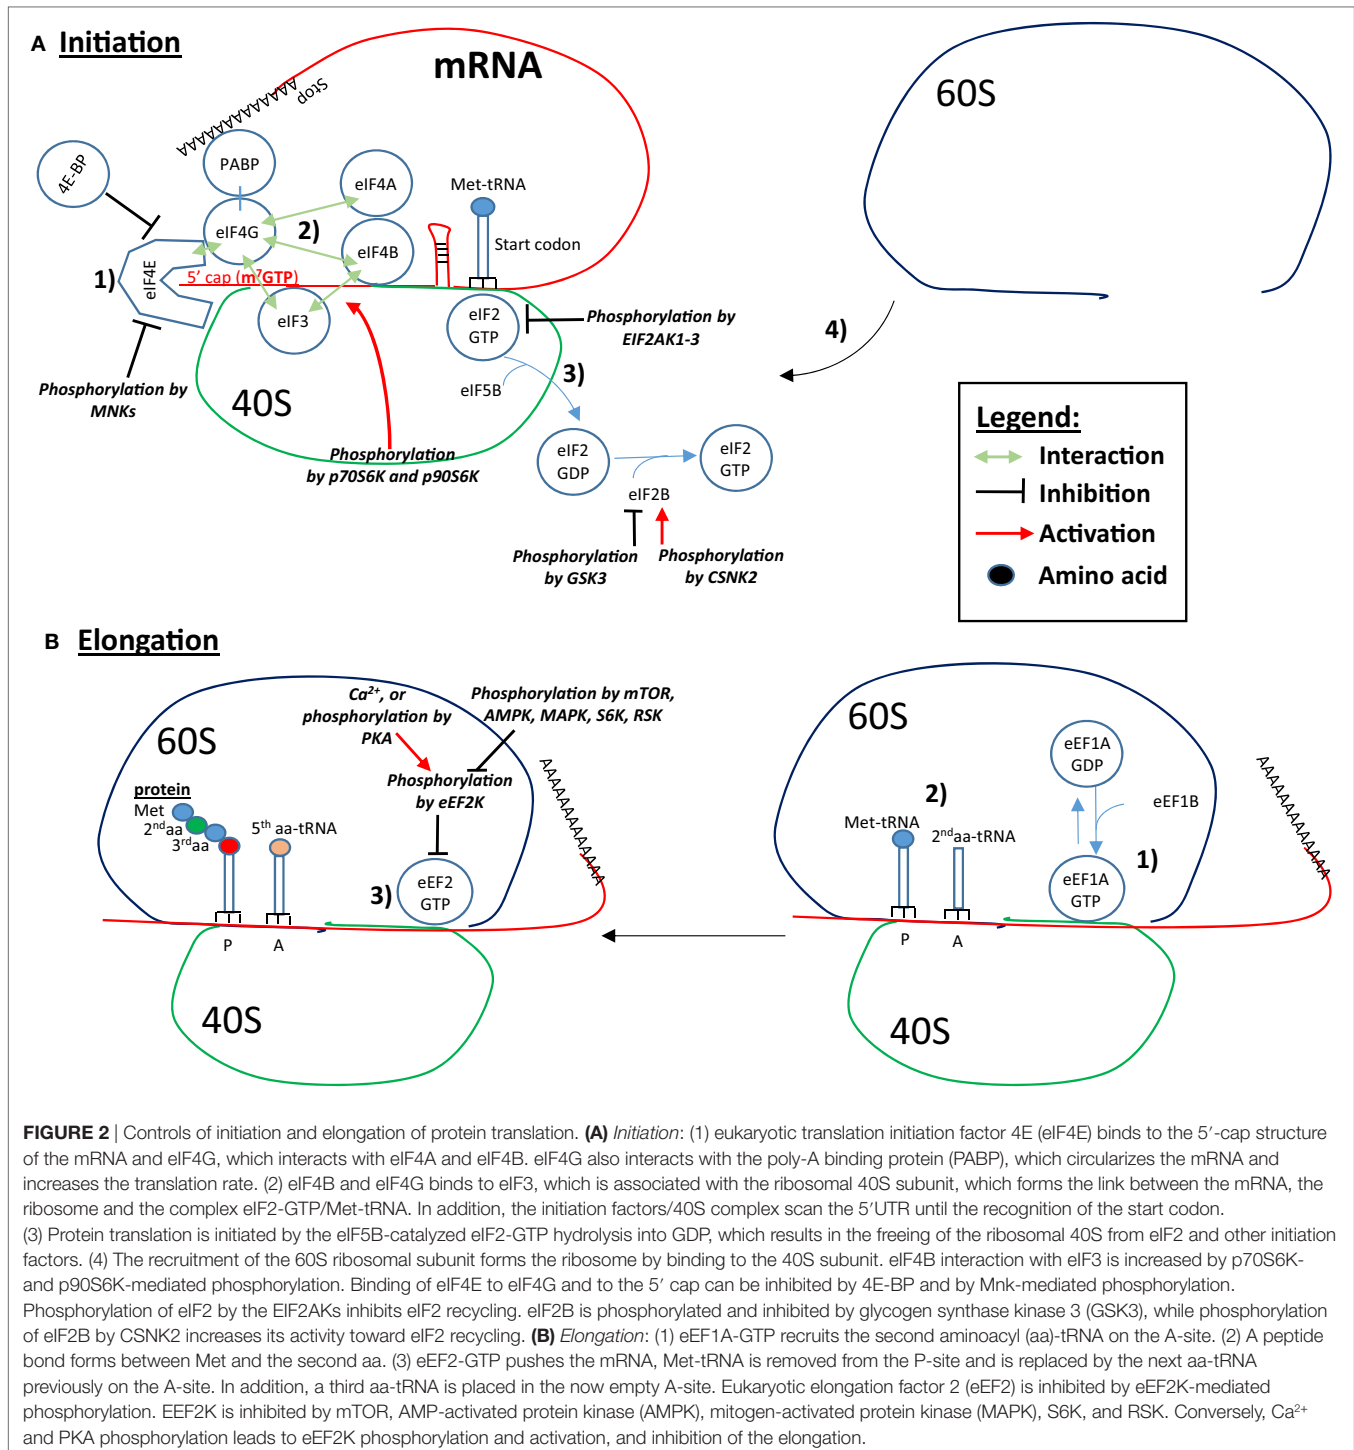 A Initiation
mRNA
60S
Stop
AAAAAAAAAAAA
4E-BP
PABP
eIF4A
Met-tRNA
eIF4G
2)
eIF4B
Start codon
1)
eIF4E
5′ cap (m⁷GTP)
eIF3
eIF2
GTP
Phosphorylation by
EIF2AK1-3
4)
3)
eIF5B
Phosphorylation by
MNKs
40S
Phosphorylation
by p70S6K and p90S6K
eIF2
GDP
eIF2
GTP
eIF2B
Phosphorylation
by GSK3
Phosphorylation
by CSNK2
Legend:
Interaction
Inhibition
Activation
Amino acid
B Elongation
60S
Ca²⁺, or
phosphorylation by
PKA
Phosphorylation by mTOR,
AMPK, MAPK, S6K, RSK
Phosphorylation
by eEF2K
protein
Met
2ⁿᵈaa
3ʳᵈaa
5ᵗʰ aa-tRNA
3)
eEF2
GTP
AAAAAAAAAAAA
P
A
40S
60S
eEF1A
GDP
2)
eEF1B
Met-tRNA
2ⁿᵈaa-tRNA
1)
eEF1A
GTP
AAAAAAAAAAAA
P
A
40S
FIGURE 2 | Controls of initiation and elongation of protein translation. (A) Initiation: (1) eukaryotic translation initiation factor 4E (eIF4E) binds to the 5′-cap structure
of the mRNA and eIF4G, which interacts with eIF4A and eIF4B. eIF4G also interacts with the poly-A binding protein (PABP), which circularizes the mRNA and
increases the translation rate. (2) eIF4B and eIF4G binds to eIF3, which is associated with the ribosomal 40S subunit, which forms the link between the mRNA, the
ribosome and the complex eIF2-GTP/Met-tRNA. In addition, the initiation factors/40S complex scan the 5′UTR until the recognition of the start codon.
(3) Protein translation is initiated by the eIF5B-catalyzed eIF2-GTP hydrolysis into GDP, which results in the freeing of the ribosomal 40S from eIF2 and other initiation
factors. (4) The recruitment of the 60S ribosomal subunit forms the ribosome by binding to the 40S subunit. eIF4B interaction with eIF3 is increased by p70S6K-
and p90S6K-mediated phosphorylation. Binding of eIF4E to eIF4G and to the 5′ cap can be inhibited by 4E-BP and by Mnk-mediated phosphorylation.
Phosphorylation of eIF2 by the EIF2AKs inhibits eIF2 recycling. eIF2B is phosphorylated and inhibited by glycogen synthase kinase 3 (GSK3), while phosphorylation
of eIF2B by CSNK2 increases its activity toward eIF2 recycling. (B) Elongation: (1) eEF1A-GTP recruits the second aminoacyl (aa)-tRNA on the A-site. (2) A peptide
bond forms between Met and the second aa. (3) eEF2-GTP pushes the mRNA, Met-tRNA is removed from the P-site and is replaced by the next aa-tRNA
previously on the A-site. In addition, a third aa-tRNA is placed in the now empty A-site. Eukaryotic elongation factor 2 (eEF2) is inhibited by eEF2K-mediated
phosphorylation. EEF2K is inhibited by mTOR, AMP-activated protein kinase (AMPK), mitogen-activated protein kinase (MAPK), S6K, and RSK. Conversely, Ca²⁺
and PKA phosphorylation leads to eEF2K phosphorylation and activation, and inhibition of the elongation.